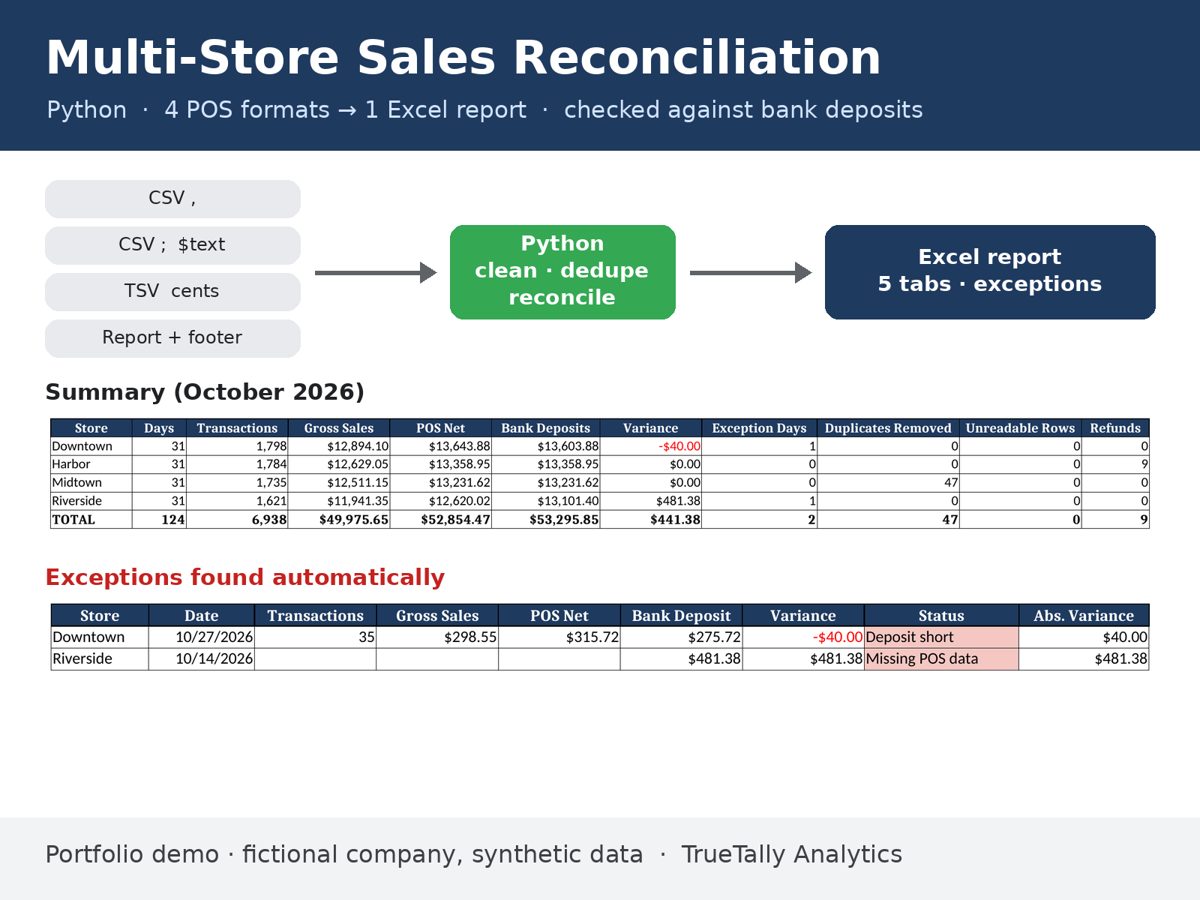 Multi-Store Sales Reconciliation
Python · 4 POS formats → 1 Excel report · checked against bank deposits
CSV ,
CSV ; $text
TSV cents
Report + footer
Python
clean · dedupe
reconcile
Excel report
5 tabs · exceptions
Summary (October 2026)
Store Days Transactions Gross Sales POS Net Bank Deposits Variance Exception Days Duplicates Removed Unreadable Rows Refunds
Downtown 31 1,798 $12,894.10 $13,643.88 $13,603.88 -$40.00 1 0 0 0
Harbor 31 1,784 $12,629.05 $13,358.95 $13,358.95 $0.00 0 0 0 9
Midtown 31 1,735 $12,511.15 $13,231.62 $13,231.62 $0.00 0 47 0 0
Riverside 31 1,621 $11,941.35 $12,620.02 $13,101.40 $481.38 1 0 0 0
TOTAL 124 6,938 $49,975.65 $52,854.47 $53,295.85 $441.38 2 47 0 9
Exceptions found automatically
Store Date Transactions Gross Sales POS Net Bank Deposit Variance Status Abs. Variance
Downtown 10/27/2026 35 $298.55 $315.72 $275.72 -$40.00 Deposit short $40.00
Riverside 10/14/2026 $481.38 $481.38 Missing POS data $481.38
Portfolio demo · fictional company, synthetic data · TrueTally Analytics